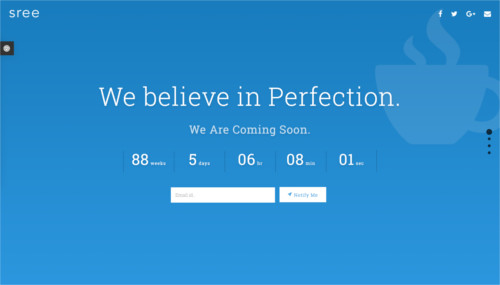 sree
We believe in Perfection.
We Are Coming Soon.
88 weeks 5 days 06 hr 08 min 01 sec
Email id
Notify Me